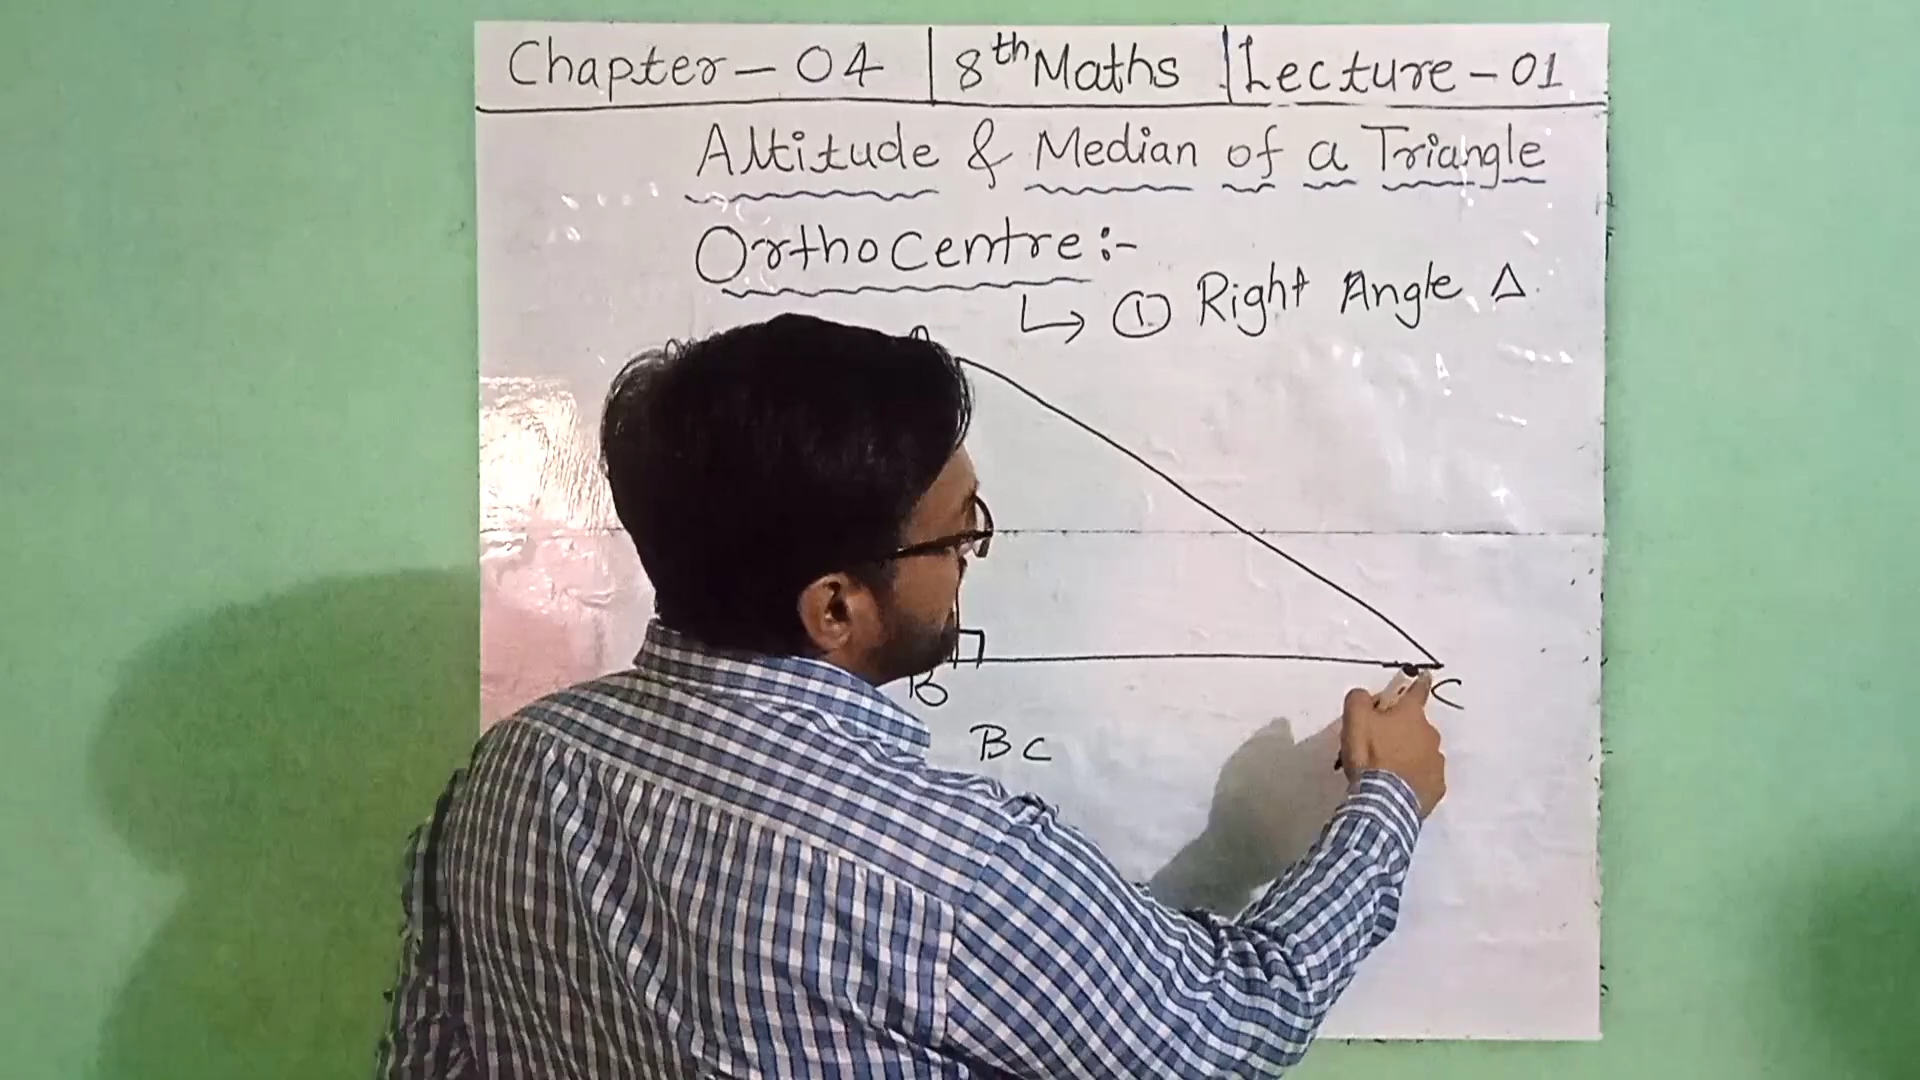 Chapter - 04 | 8th Maths | Lecture - 01
Altitude & Median of a Triangle
OrthoCentre:-
↳ ① Right Angle Δ
B
C
BC